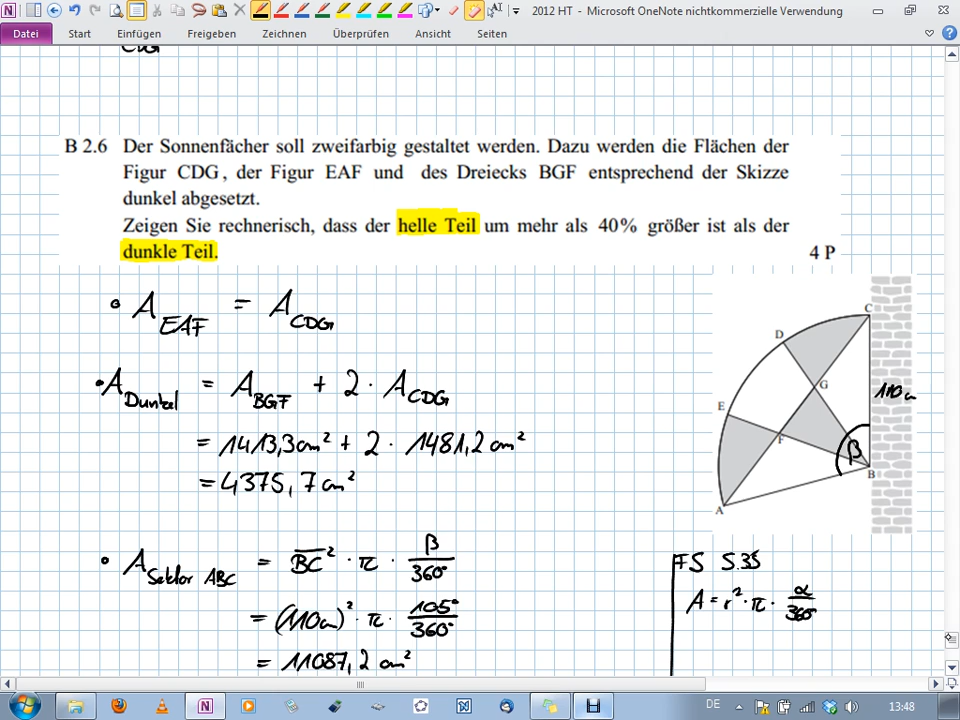 2012 HT - Microsoft OneNote nichtkommerzielle Verwendung
Datei Start Einfügen Freigeben Zeichnen Überprüfen Ansicht Seiten
CDG
B 2.6 Der Sonnenfächer soll zweifarbig gestaltet werden. Dazu werden die Flächen der
Figur CDG, der Figur EAF und des Dreiecks BGF entsprechend der Skizze
dunkel abgesetzt.
Zeigen Sie rechnerisch, dass der helle Teil um mehr als 40% größer ist als der
dunkle Teil.
4 P
• A_EAF = A_CDG
• A_Dunkel = A_BGF + 2 · A_CDG
= 1413,3cm² + 2 · 1481,2 cm²
= 4375,7 cm²
• A_Sektor ABC = BC² · π · β/360°
= (110cm)² · π · 105°/360°
= 11087,2 cm²
C
D
G
110cm
E
F
β
B
A
FS S.35
A = r² · π · α/360°
DE 13:48